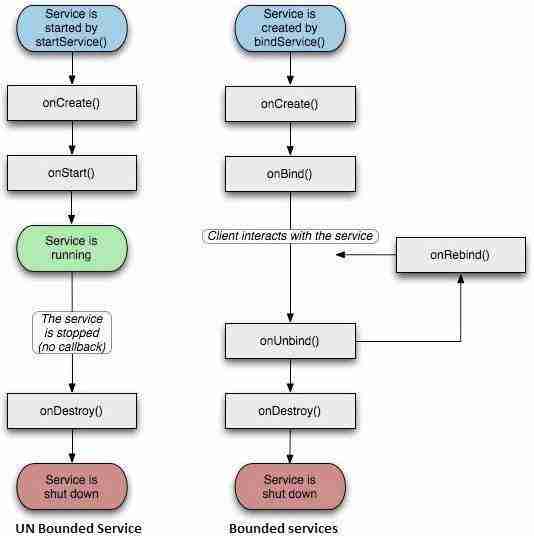 Service is
started by
startService()
onCreate()
onStart()
Service is
running
The service
is stopped
(no callback)
onDestroy()
Service is
shut down
UN Bounded Service
Service is
created by
bindService()
onCreate()
onBind()
Client interacts with the service
onRebind()
onUnbind()
onDestroy()
Service is
shut down
Bounded services